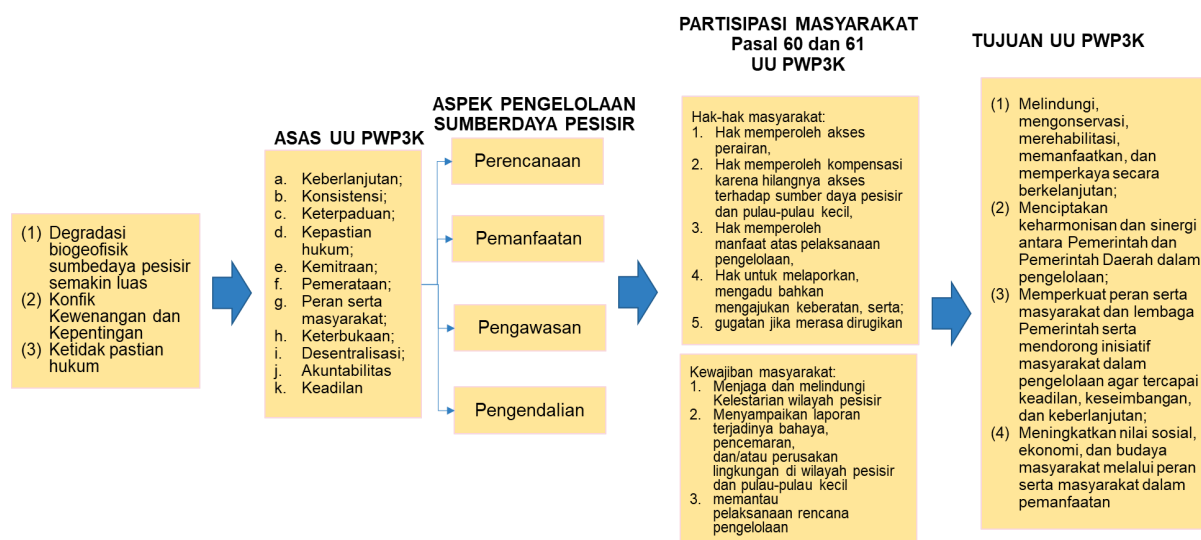 (1) Degradasi
biogeofisik
sumbedaya pesisir
semakin luas
(2) Konfik
Kewenangan dan
Kepentingan
(3) Ketidak pastian
hukum
ASAS UU PWP3K
a. Keberlanjutan;
b. Konsistensi;
c. Keterpaduan;
d. Kepastian
hukum;
e. Kemitraan;
f. Pemerataan;
g. Peran serta
masyarakat;
h. Keterbukaan;
i. Desentralisasi;
j. Akuntabilitas
k. Keadilan
ASPEK PENGELOLAAN
SUMBERDAYA PESISIR
Perencanaan
Pemanfaatan
Pengawasan
Pengendalian
PARTISIPASI MASYARAKAT
Pasal 60 dan 61
UU PWP3K
Hak-hak masyarakat:
1. Hak memperoleh akses
perairan,
2. Hak memperoleh kompensasi
karena hilangnya akses
terhadap sumber daya pesisir
dan pulau-pulau kecil,
3. Hak memperoleh
manfaat atas pelaksanaan
pengelolaan,
4. Hak untuk melaporkan,
mengadu bahkan
mengajukan keberatan, serta;
5. gugatan jika merasa dirugikan
Kewajiban masyarakat:
1. Menjaga dan melindungi
Kelestarian wilayah pesisir
2. Menyampaikan laporan
terjadinya bahaya,
pencemaran,
dan/atau perusakan
lingkungan di wilayah pesisir
dan pulau-pulau kecil
3. memantau
pelaksanaan rencana
pengelolaan
TUJUAN UU PWP3K
(1) Melindungi,
mengonservasi,
merehabilitasi,
memanfaatkan, dan
memperkaya secara
berkelanjutan;
(2) Menciptakan
keharmonisan dan sinergi
antara Pemerintah dan
Pemerintah Daerah dalam
pengelolaan;
(3) Memperkuat peran serta
masyarakat dan lembaga
Pemerintah serta
mendorong inisiatif
masyarakat dalam
pengelolaan agar tercapai
keadilan, keseimbangan,
dan keberlanjutan;
(4) Meningkatkan nilai sosial,
ekonomi, dan budaya
masyarakat melalui peran
serta masyarakat dalam
pemanfaatan